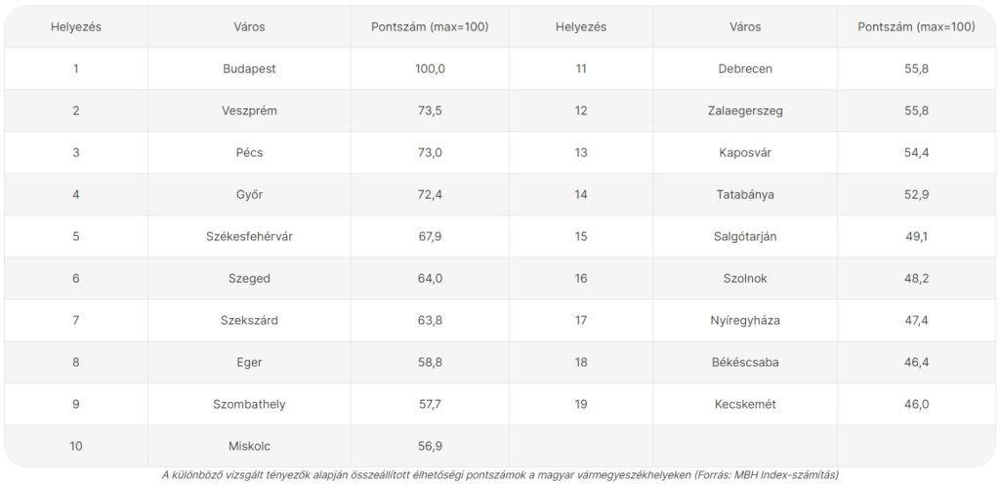 Helyezés Város Pontszám (max=100) Helyezés Város Pontszám (max=100)
1 Budapest 100,0 11 Debrecen 55,8
2 Veszprém 73,5 12 Zalaegerszeg 55,8
3 Pécs 73,0 13 Kaposvár 54,4
4 Győr 72,4 14 Tatabánya 52,9
5 Székesfehérvár 67,9 15 Salgótarján 49,1
6 Szeged 64,0 16 Szolnok 48,2
7 Szekszárd 63,8 17 Nyíregyháza 47,4
8 Eger 58,8 18 Békéscsaba 46,4
9 Szombathely 57,7 19 Kecskemét 46,0
10 Miskolc 56,9
A különböző vizsgált tényezők alapján összeállított élhetőségi pontszámok a magyar vármegyeszékhelyeken (Forrás: MBH Index-számítás)